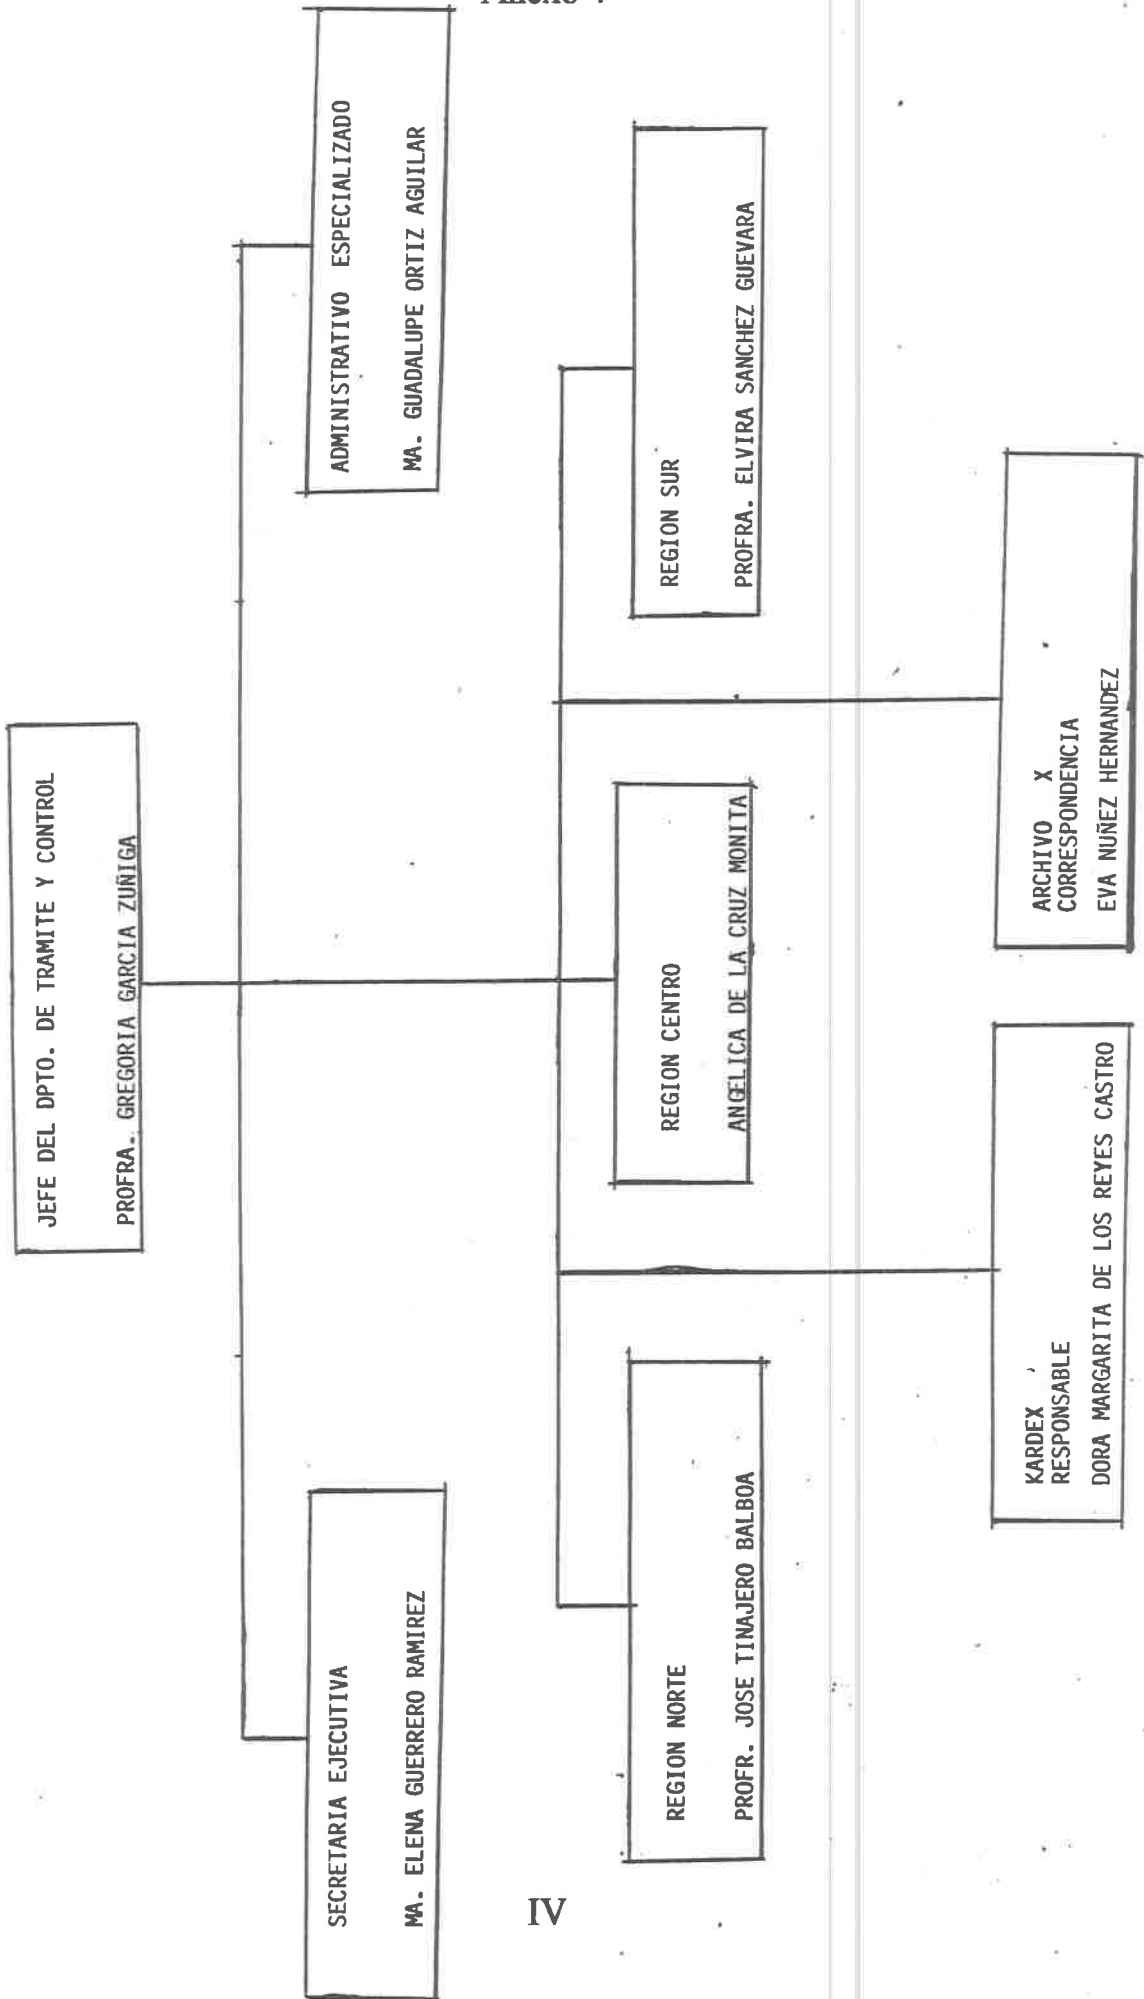 JEFE DEL DPTO. DE TRAMITE Y CONTROL
PROFRA. GREGORIA GARCIA ZUÑIGA
SECRETARIA EJECUTIVA
MA. ELENA GUERRERO RAMIREZ
ADMINISTRATIVO ESPECIALIZADO
MA. GUADALUPE ORTIZ AGUILAR
REGION NORTE
PROFR. JOSE TINAJERO BALBOA
REGION CENTRO
ANGELICA DE LA CRUZ MONITA
REGION SUR
PROFRA. ELVIRA SANCHEZ GUEVARA
KARDEX
RESPONSABLE
DORA MARGARITA DE LOS REYES CASTRO
ARCHIVO X
CORRESPONDENCIA
EVA NUÑEZ HERNANDEZ
IV